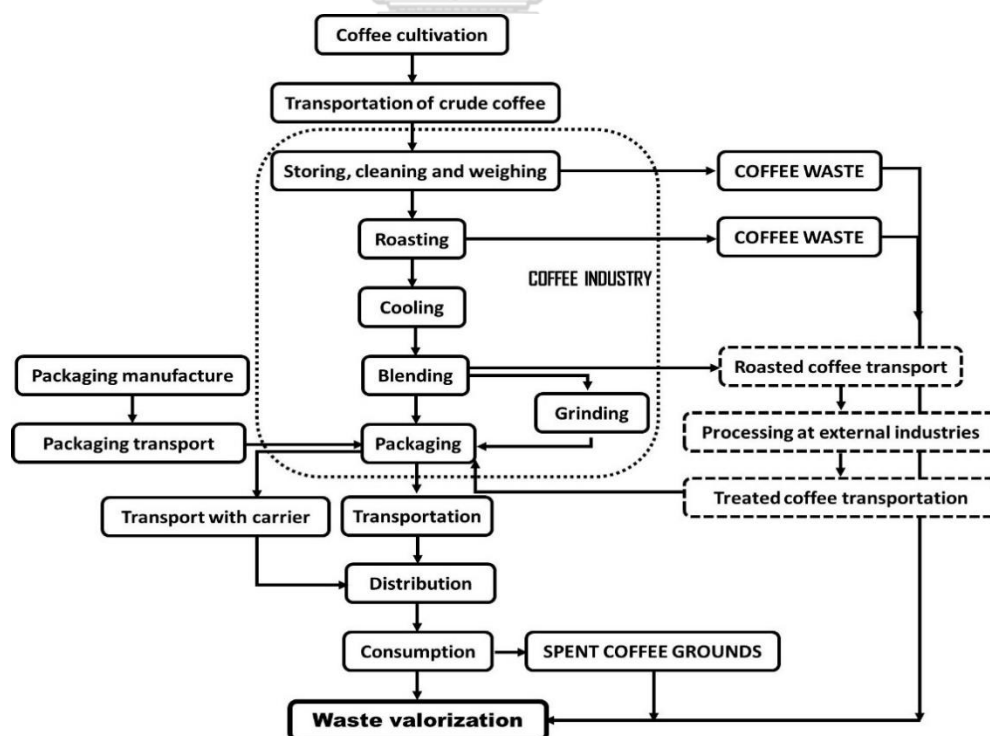 Coffee cultivation
Transportation of crude coffee
Storing, cleaning and weighing
COFFEE WASTE
Roasting
COFFEE WASTE
COFFEE INDUSTRY
Cooling
Packaging manufacture
Blending
Roasted coffee transport
Grinding
Packaging transport
Packaging
Processing at external industries
Treated coffee transportation
Transport with carrier
Transportation
Distribution
Consumption
SPENT COFFEE GROUNDS
Waste valorization